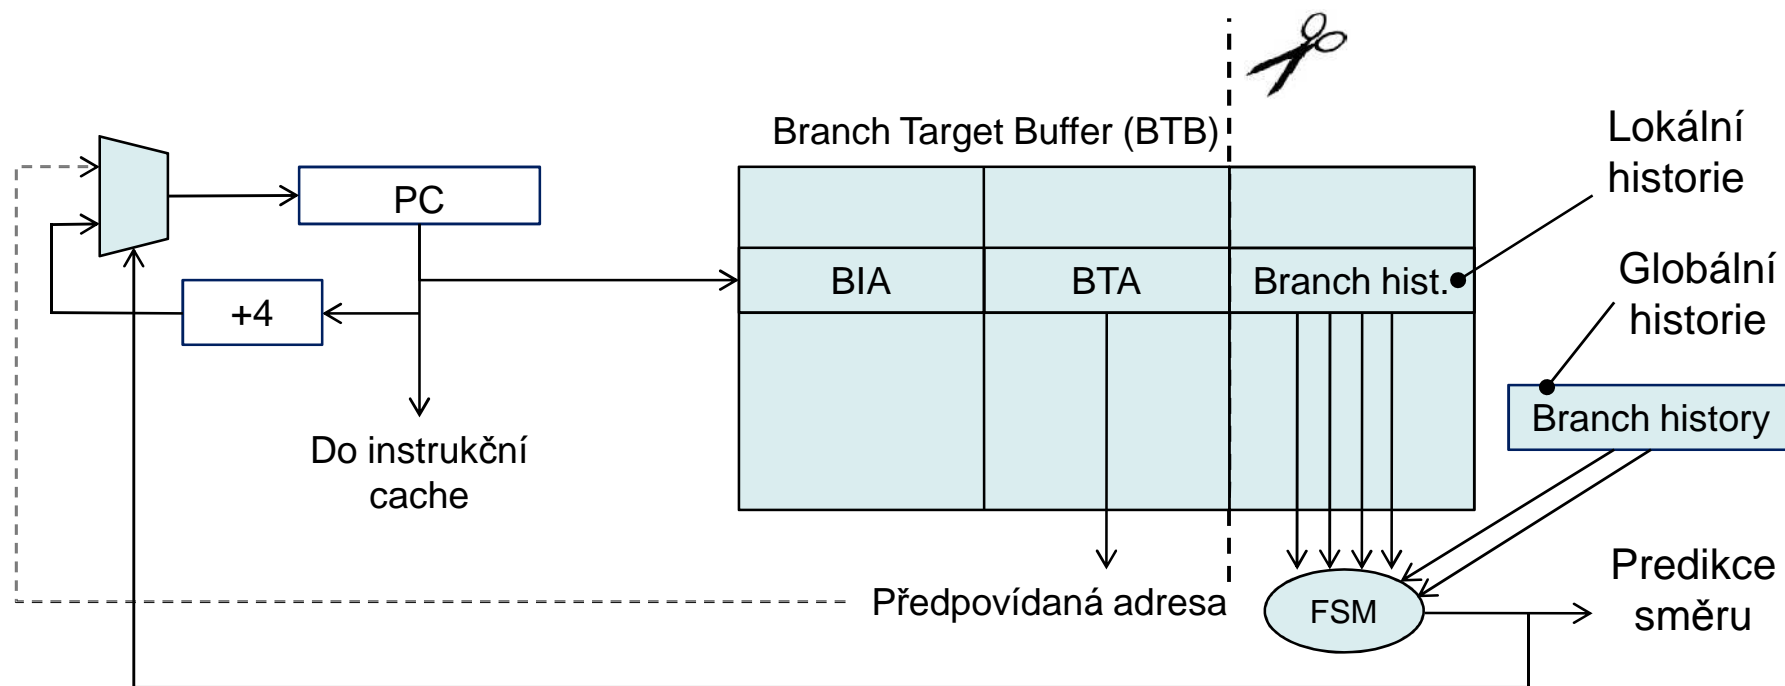 Branch Target Buffer (BTB)
Lokální
historie
PC
Globální
historie
BIA
BTA
Branch hist.
+4
Branch history
Do instrukční
cache
Předpovídaná adresa
FSM
Predikce
směru